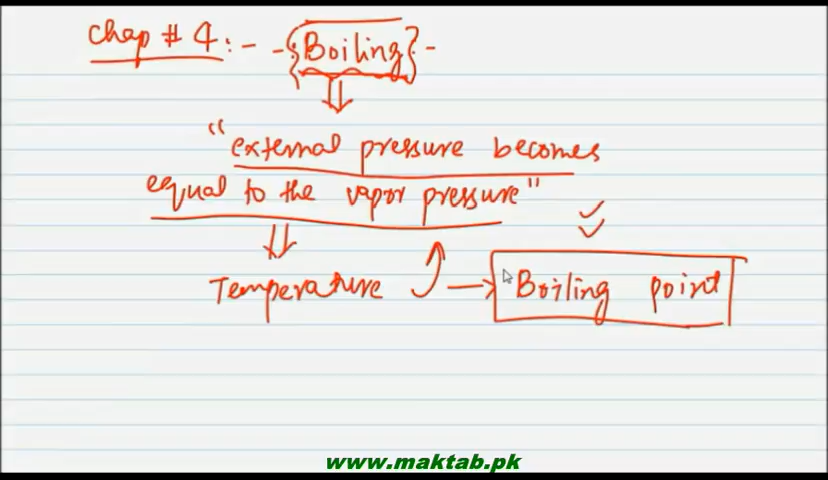 Chap # 4:- -{Boiling}-
"external pressure becomes
equal to the vapor pressure"
Temperature → Boiling point
www.maktab.pk